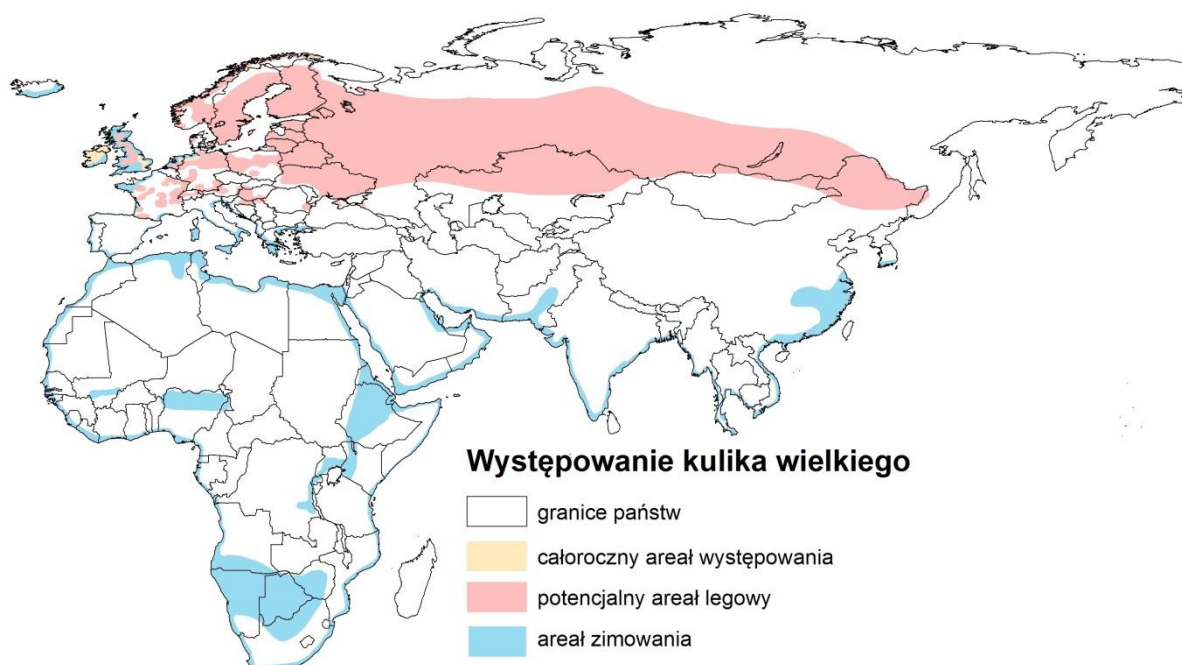 Występowanie kulika wielkiego
granice państw
całoroczny areał występowania
potencjalny areał legowy
areał zimowania